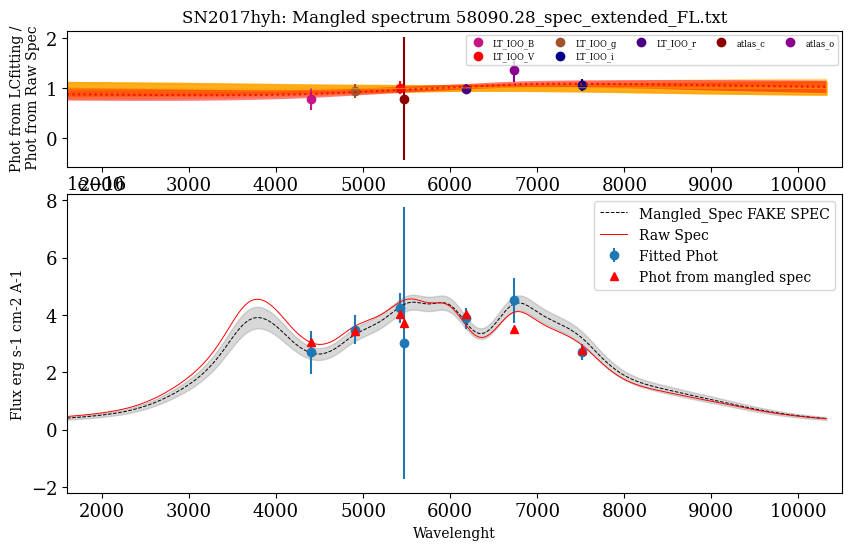 SN2017hyh: Mangled spectrum 58090.28_spec_extended_FL.txt
Phot from LCfitting /
Phot from Raw Spec
2
1
0
LT_IOO_B
LT_IOO_V
LT_IOO_g
LT_IOO_i
LT_IOO_r
atlas_c
atlas_o
2000 3000 4000 5000 6000 7000 8000 9000 10000
1e−16
Flux erg s-1 cm-2 A-1
8
6
4
2
0
−2
Mangled_Spec FAKE SPEC
Raw Spec
Fitted Phot
Phot from mangled spec
2000 3000 4000 5000 6000 7000 8000 9000 10000
Wavelenght